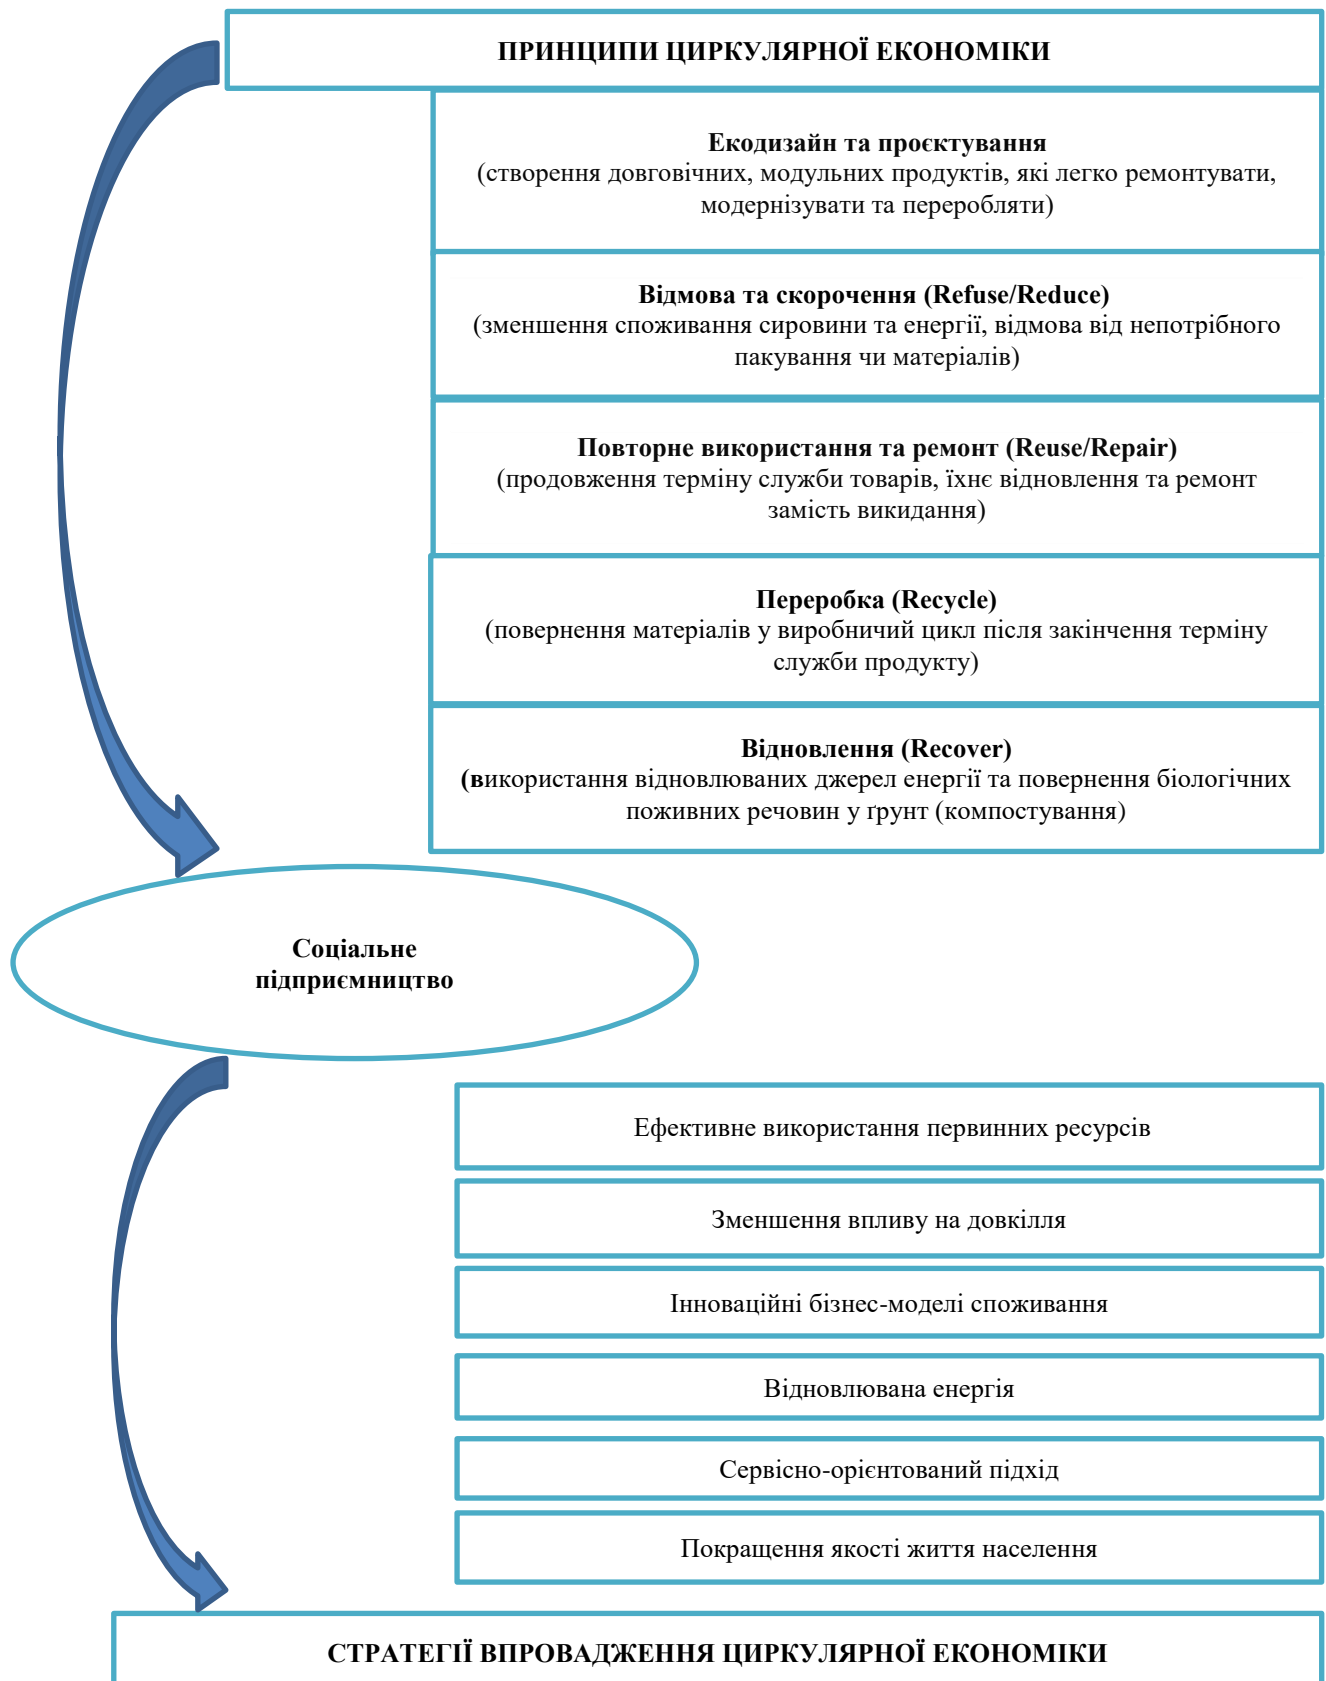 ПРИНЦИПИ ЦИРКУЛЯРНОЇ ЕКОНОМІКИ
Екодизайн та проєктування
(створення довговічних, модульних продуктів, які легко ремонтувати,
модернізувати та переробляти)
Відмова та скорочення (Refuse/Reduce)
(зменшення споживання сировини та енергії, відмова від непотрібного
пакування чи матеріалів)
Повторне використання та ремонт (Reuse/Repair)
(продовження терміну служби товарів, їхнє відновлення та ремонт
замість викидання)
Переробка (Recycle)
(повернення матеріалів у виробничий цикл після закінчення терміну
служби продукту)
Відновлення (Recover)
(використання відновлюваних джерел енергії та повернення біологічних
поживних речовин у ґрунт (компостування)
Соціальне
підприємництво
Ефективне використання первинних ресурсів
Зменшення впливу на довкілля
Інноваційні бізнес-моделі споживання
Відновлювана енергія
Сервісно-орієнтований підхід
Покращення якості життя населення
СТРАТЕГІЇ ВПРОВАДЖЕННЯ ЦИРКУЛЯРНОЇ ЕКОНОМІКИ